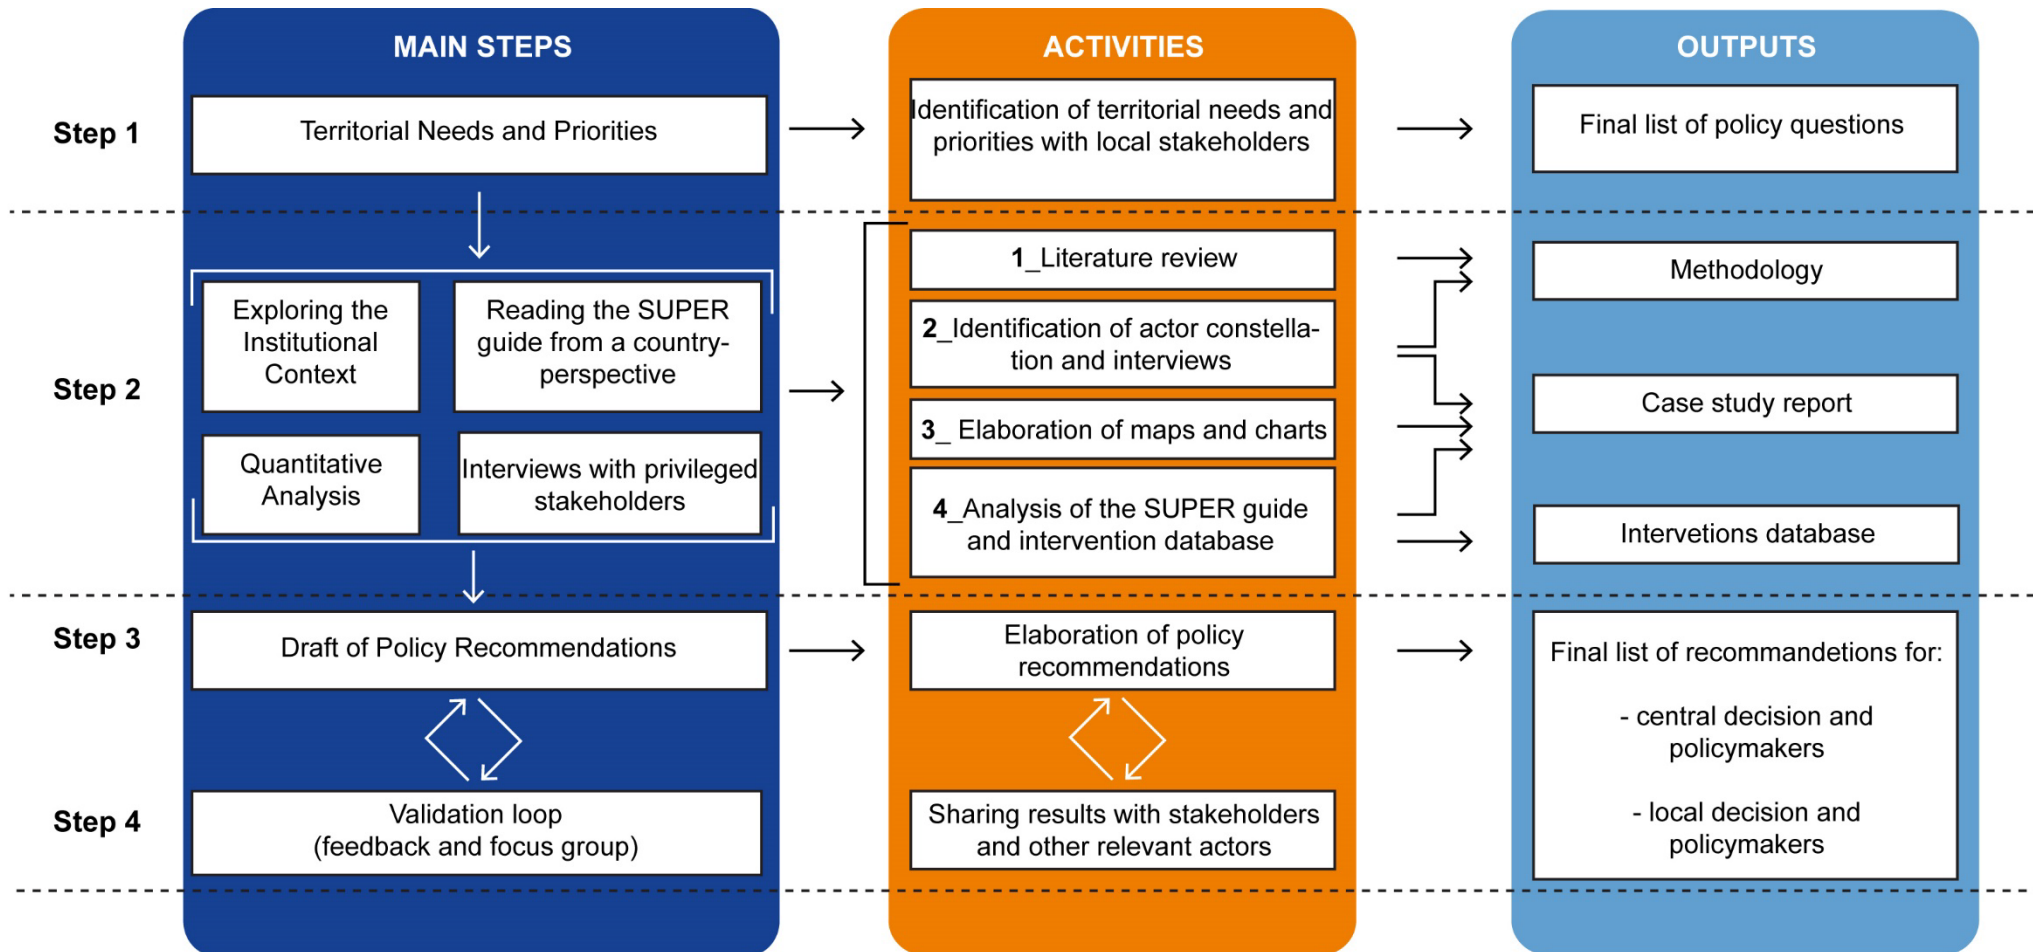 MAIN STEPS
ACTIVITIES
OUTPUTS
Step 1
Territorial Needs and Priorities
Identification of territorial needs and
priorities with local stakeholders
Final list of policy questions
Step 2
Exploring the
Institutional
Context
Reading the SUPER
guide from a country-
perspective
Quantitative
Analysis
Interviews with privileged
stakeholders
1_Literature review
2_Identification of actor constella-
tion and interviews
3_ Elaboration of maps and charts
4_Analysis of the SUPER guide
and intervention database
Methodology
Case study report
Intervetions database
Step 3
Draft of Policy Recommendations
Elaboration of policy
recommendations
Final list of recommandetions for:
- central decision and
policymakers
- local decision and
policymakers
Step 4
Validation loop
(feedback and focus group)
Sharing results with stakeholders
and other relevant actors